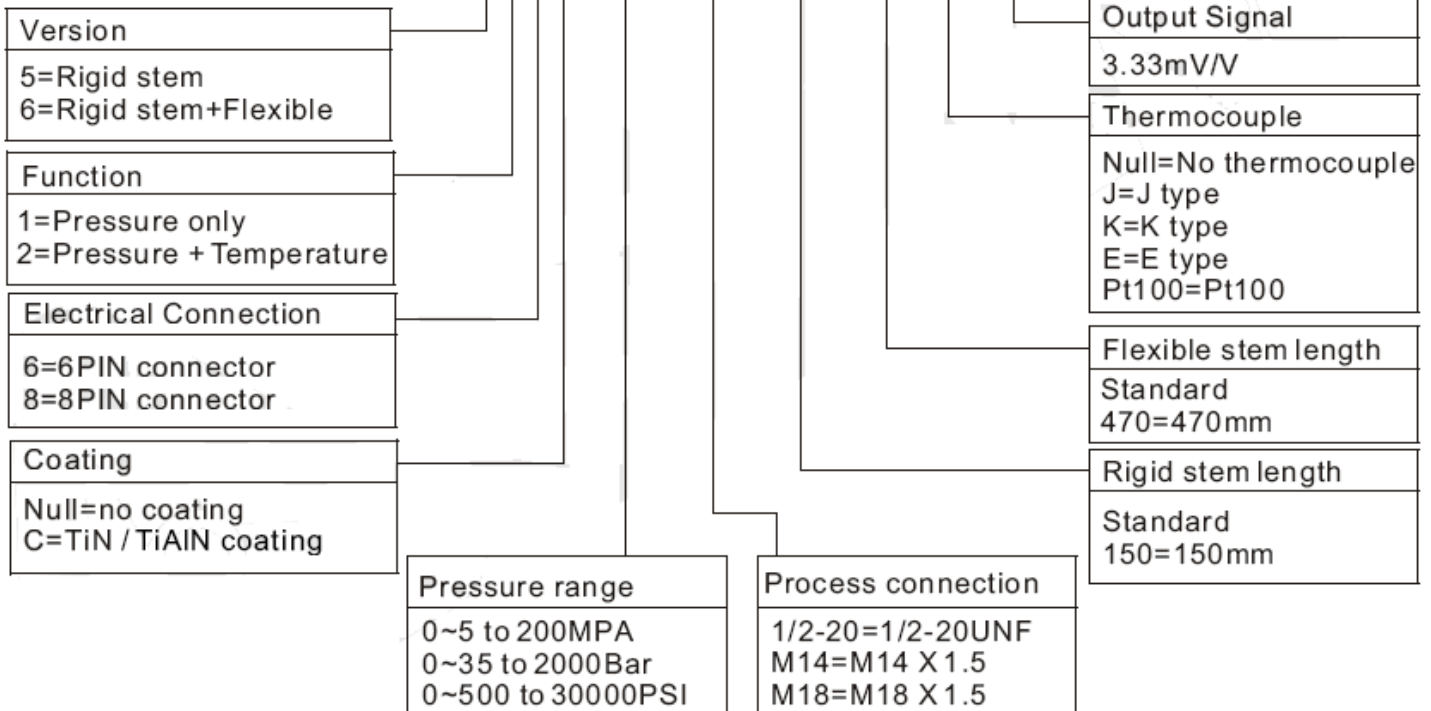 Version
5=Rigid stem
6=Rigid stem+Flexible
Function
1=Pressure only
2=Pressure + Temperature
Electrical Connection
6=6PIN connector
8=8PIN connector
Coating
Null=no coating
C=TiN / TiAlN coating
Pressure range
0~5 to 200MPA
0~35 to 2000Bar
0~500 to 30000PSI
Process connection
1/2-20=1/2-20UNF
M14=M14 X 1.5
M18=M18 X 1.5
Output Signal
3.33mV/V
Thermocouple
Null=No thermocouple
J=J type
K=K type
E=E type
Pt100=Pt100
Flexible stem length
Standard
470=470mm
Rigid stem length
Standard
150=150mm